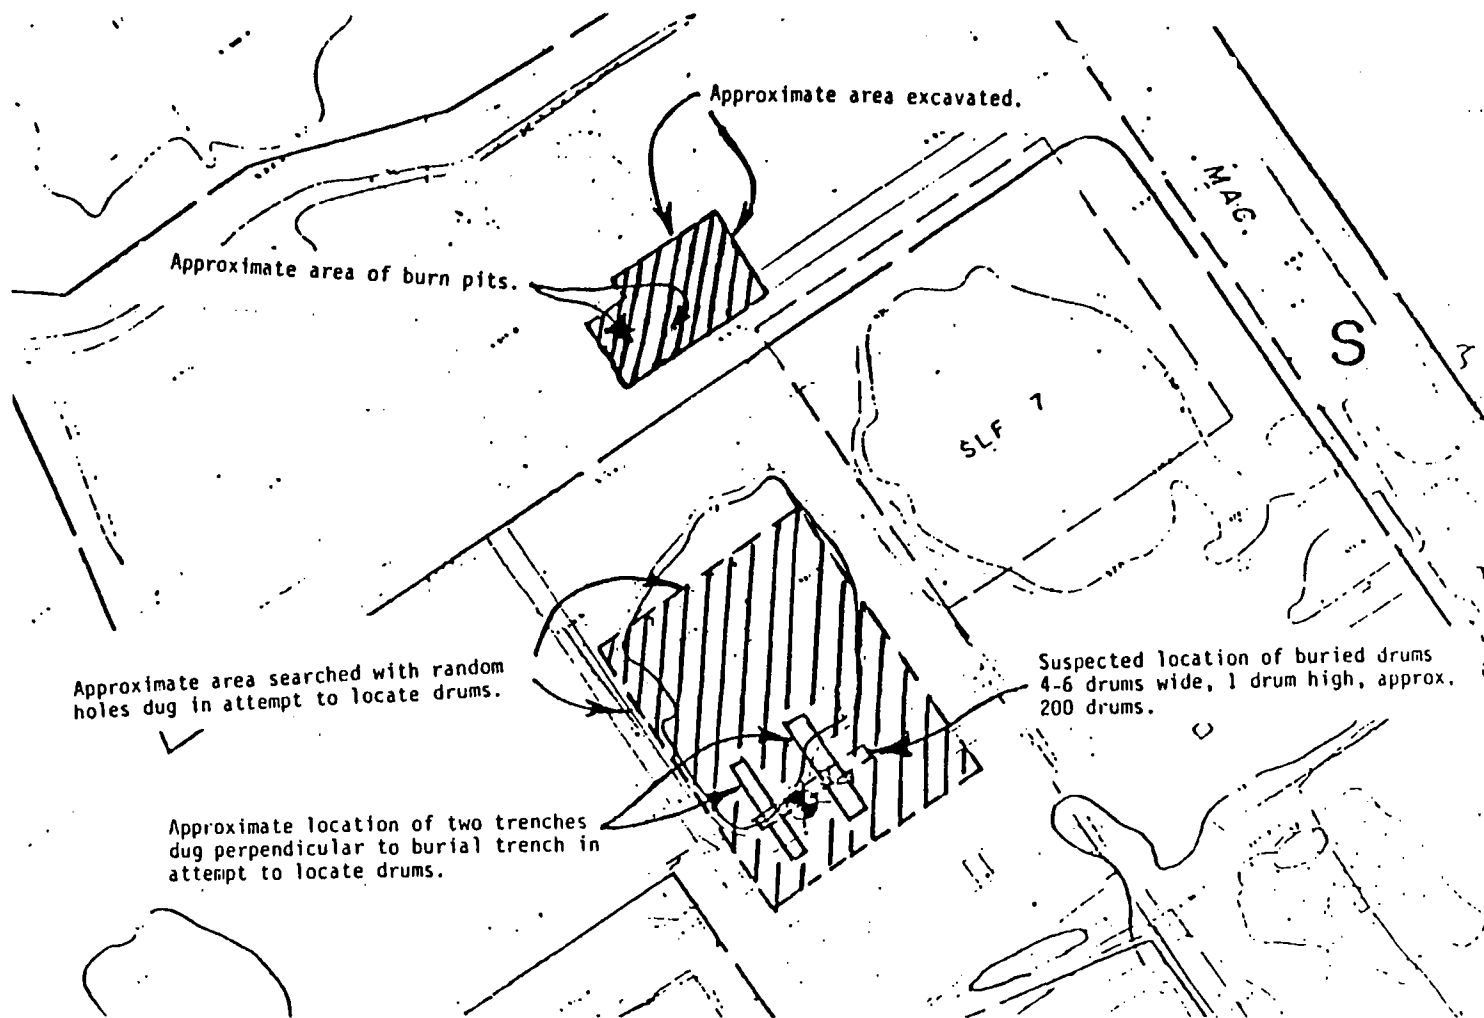 Approximate area excavated.
MAG.
Approximate area of burn pits.
S
SLF 7
Approximate area searched with random
holes dug in attempt to locate drums.
Suspected location of buried drums
4-6 drums wide, 1 drum high, approx.
200 drums.
Approximate location of two trenches
dug perpendicular to burial trench in
attempt to locate drums.